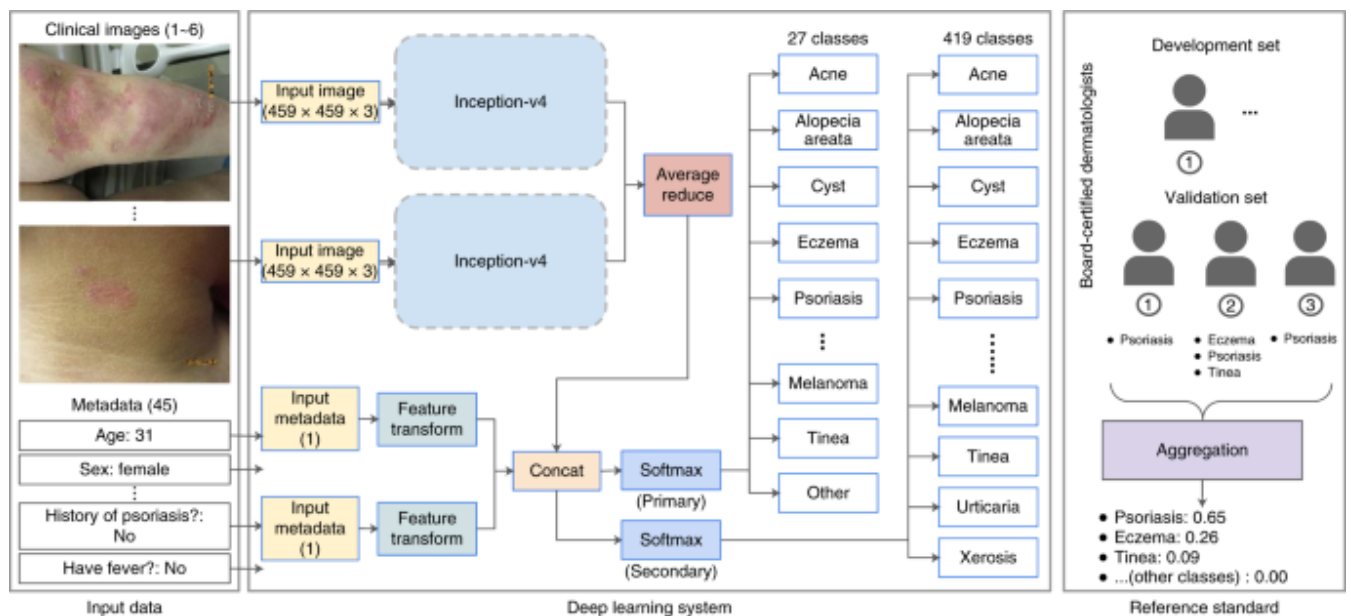 Clinical images (1~6)
Metadata (45)
Age: 31
Sex: female
History of psoriasis?:
No
Have fever?: No
Input data
Input image
(459 × 459 × 3)
Inception-v4
Input image
(459 × 459 × 3)
Inception-v4
Average
reduce
Input
metadata
(1)
Feature
transform
Input
metadata
(1)
Feature
transform
Concat
Softmax
(Primary)
Softmax
(Secondary)
27 classes
Acne
Alopecia
areata
Cyst
Eczema
Psoriasis
Melanoma
Tinea
Other
419 classes
Acne
Alopecia
areata
Cyst
Eczema
Psoriasis
Melanoma
Tinea
Urticaria
Xerosis
Deep learning system
Board-certified dermatologists
Development set
...
1
Validation set
1
2
3
• Psoriasis
• Eczema
• Psoriasis
• Tinea
• Psoriasis
Aggregation
• Psoriasis: 0.65
• Eczema: 0.26
• Tinea: 0.09
• ...(other classes) : 0.00
Reference standard